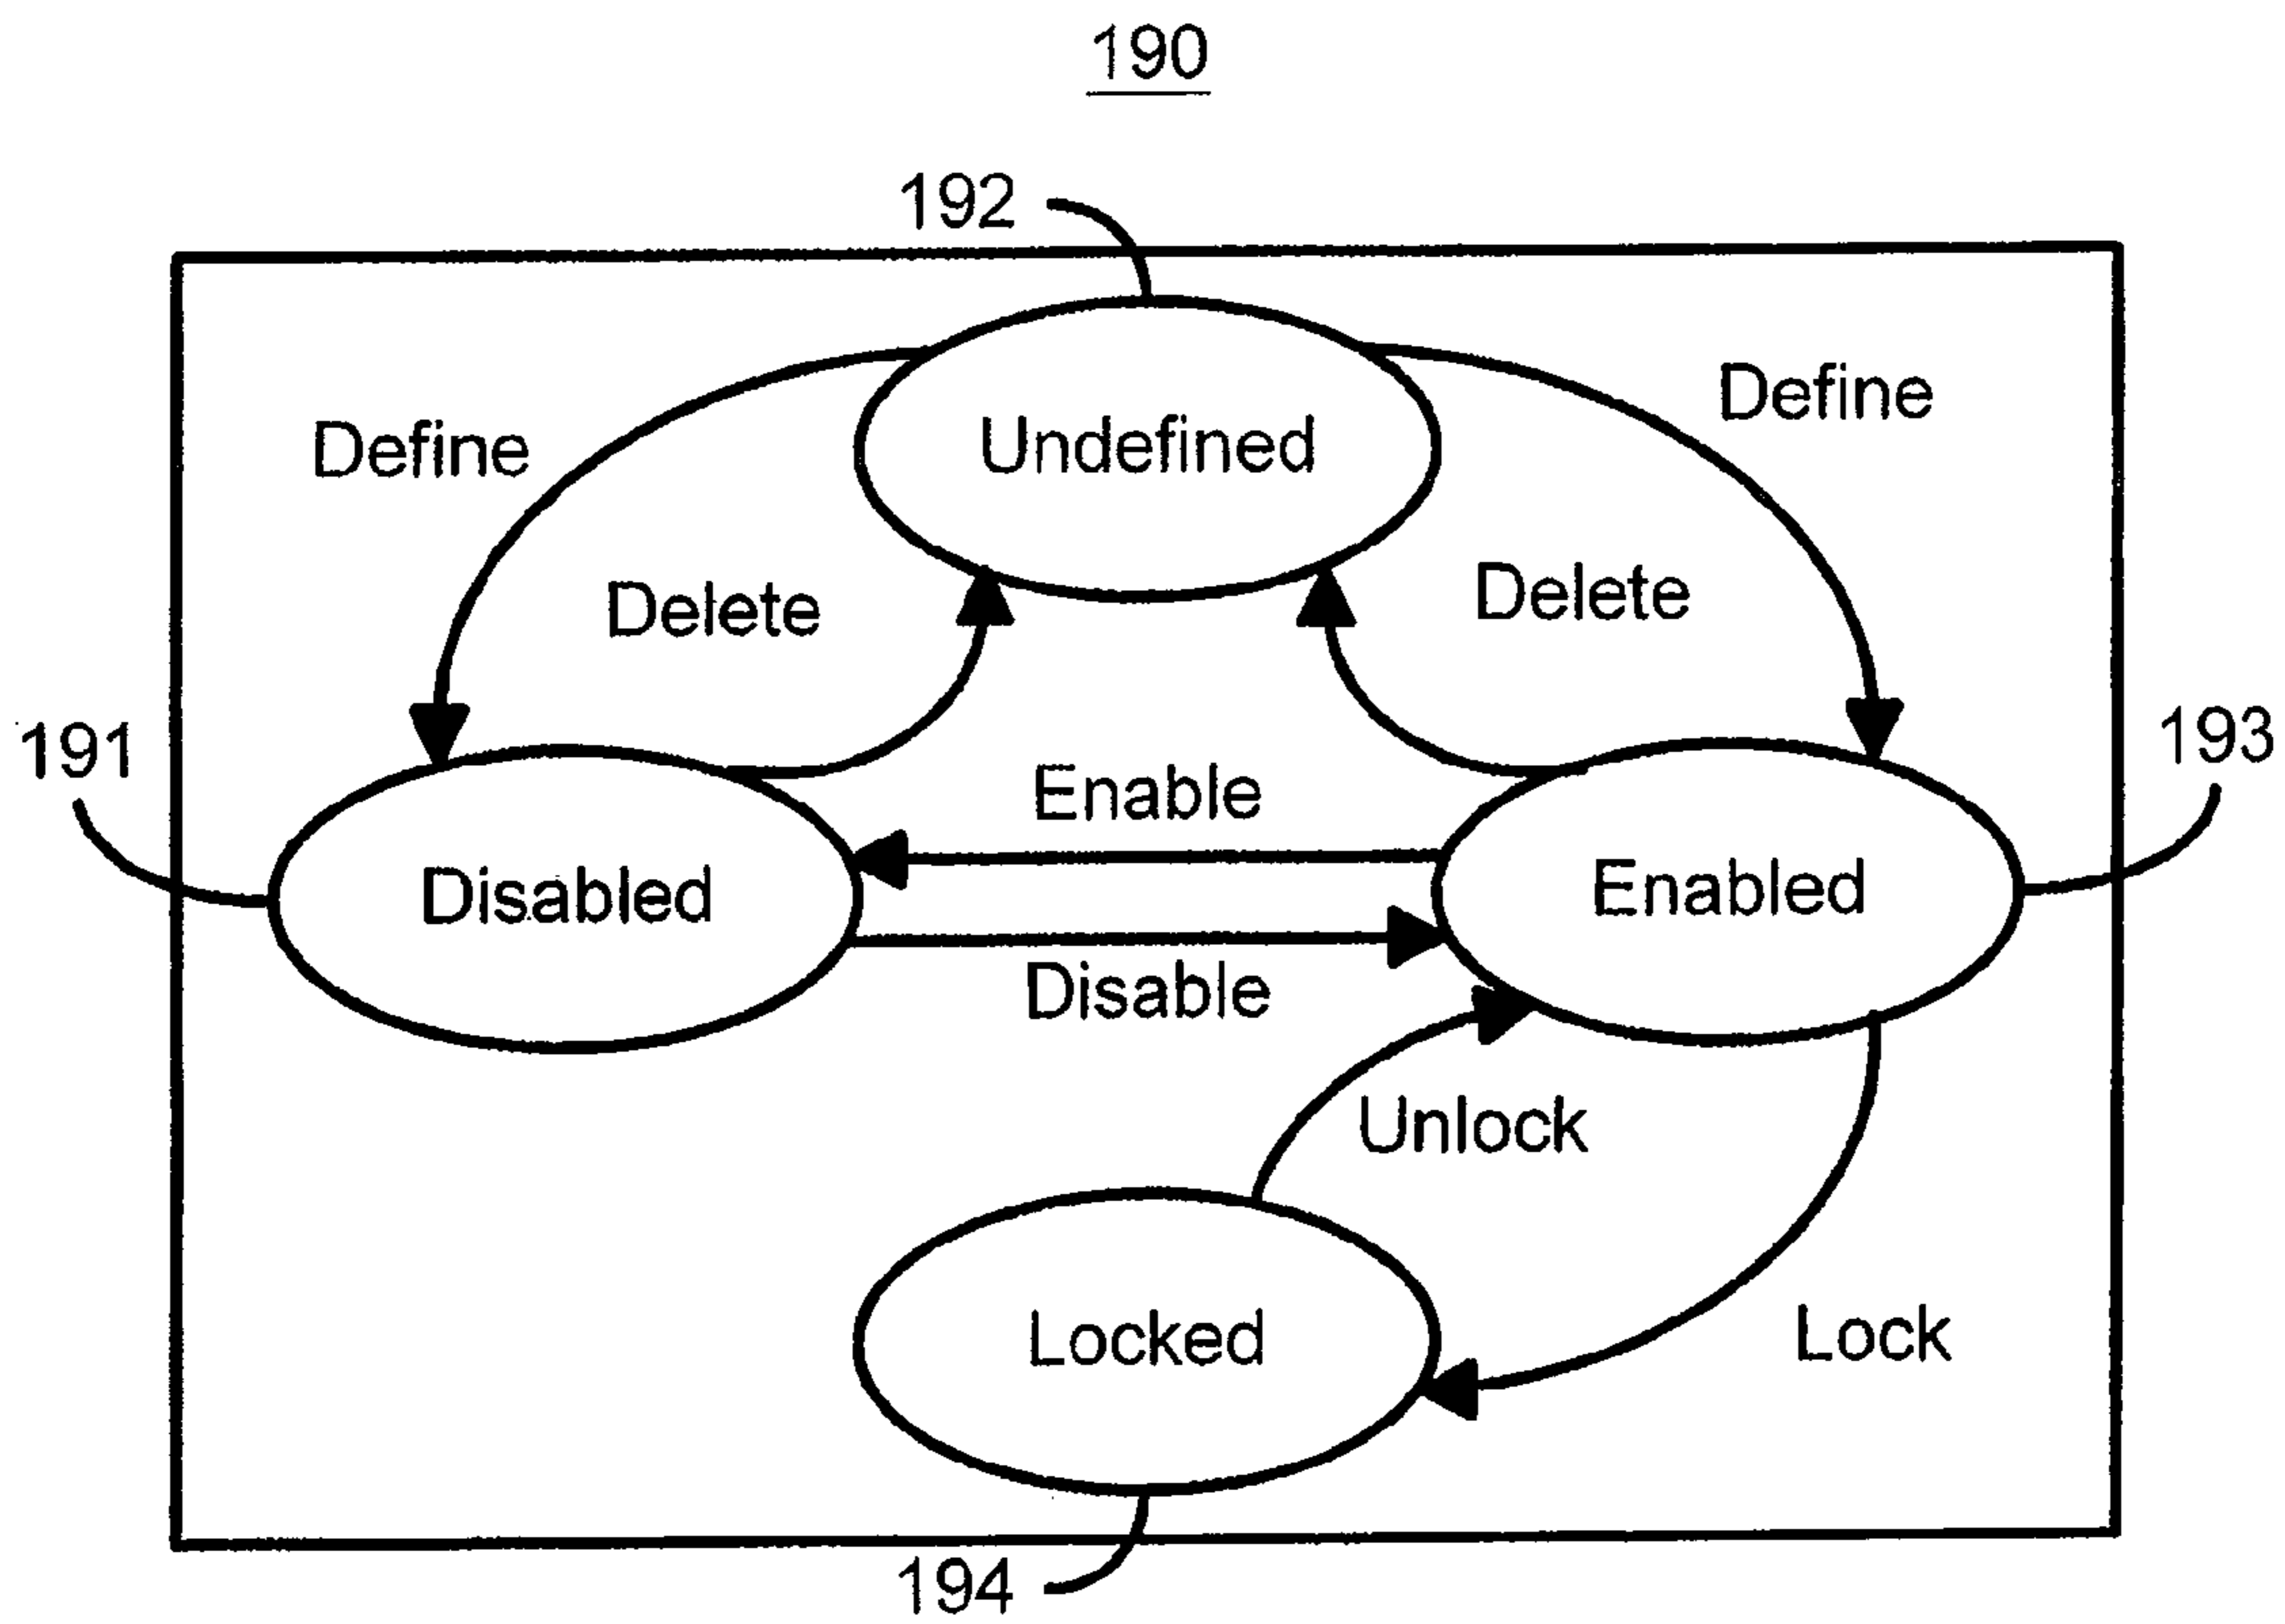 190
192
Define
Undefined
Define
Delete
Delete
191
193
Enable
Disabled
Enabled
Disable
Unlock
Locked
Lock
194